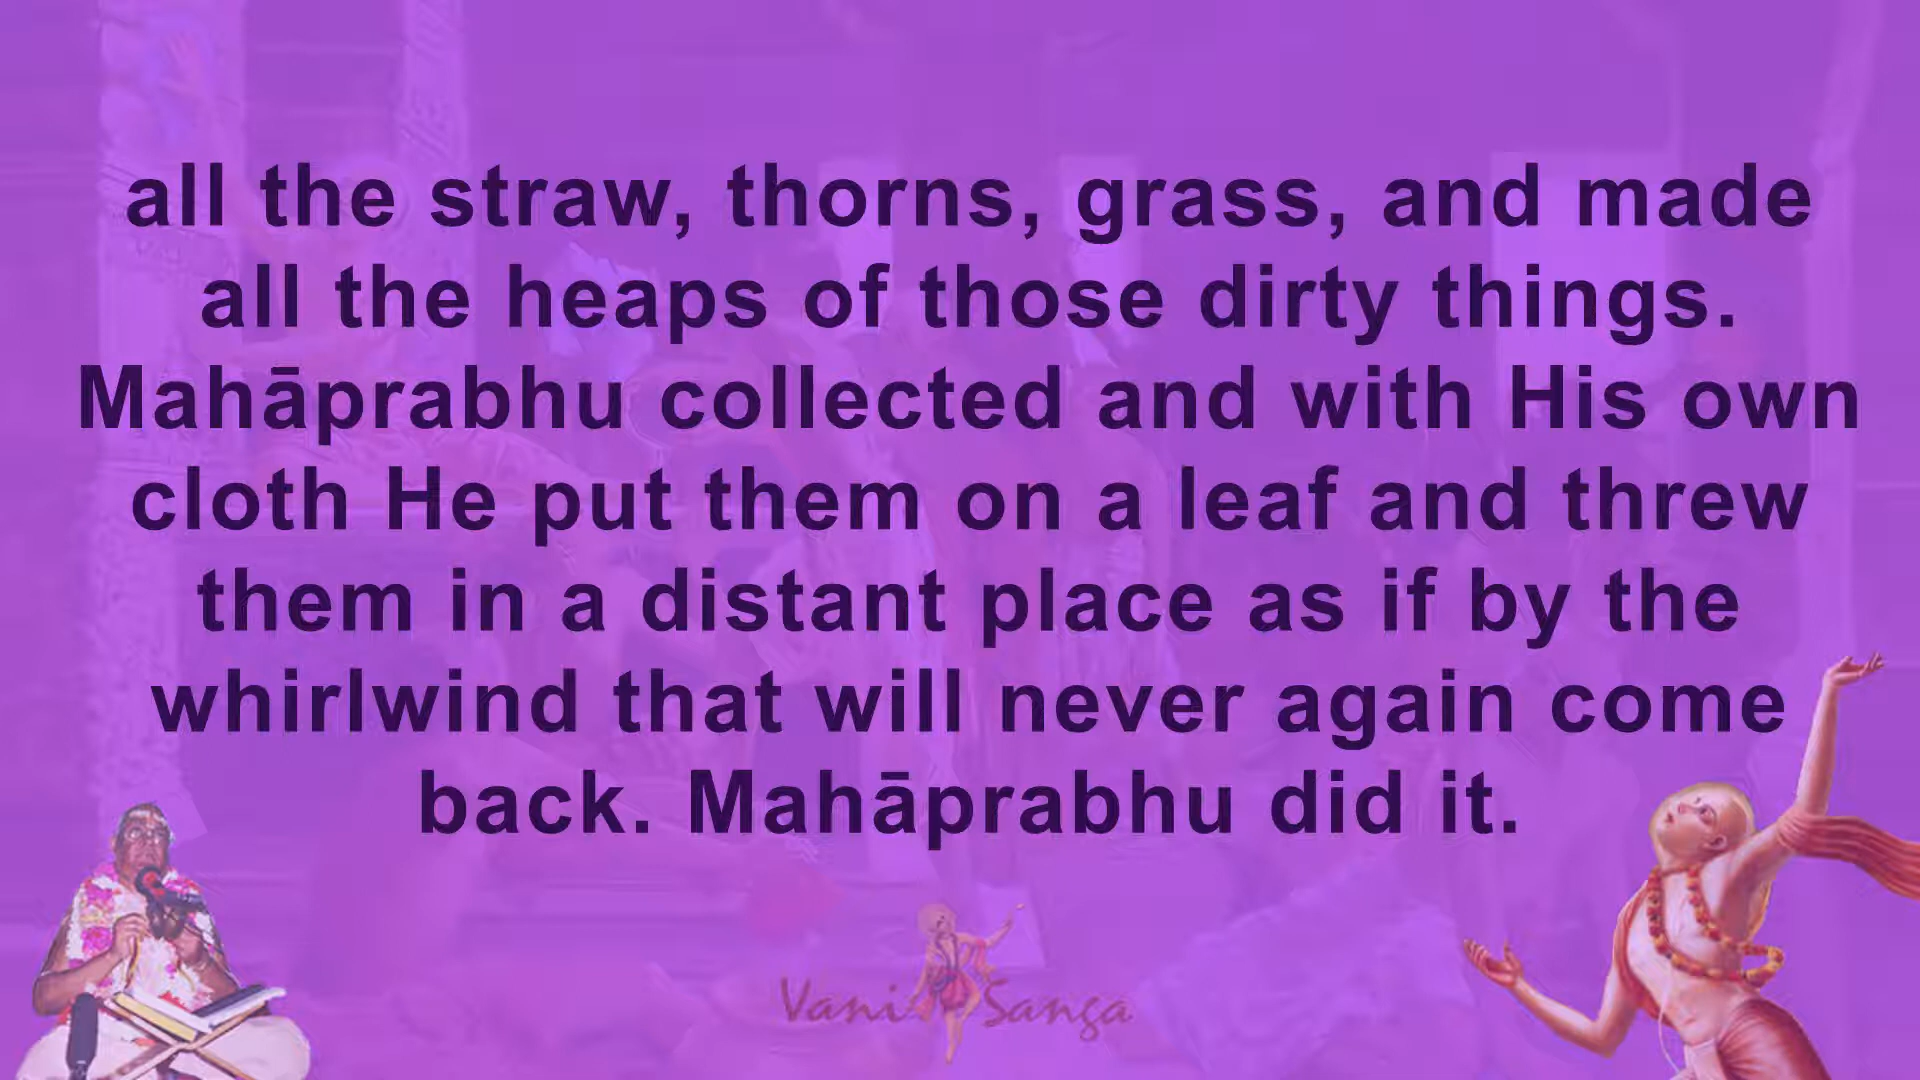 all the straw, thorns, grass, and made
all the heaps of those dirty things.
Mahāprabhu collected and with His own
cloth He put them on a leaf and threw
them in a distant place as if by the
whirlwind that will never again come
back. Mahāprabhu did it.
Vani Sanga